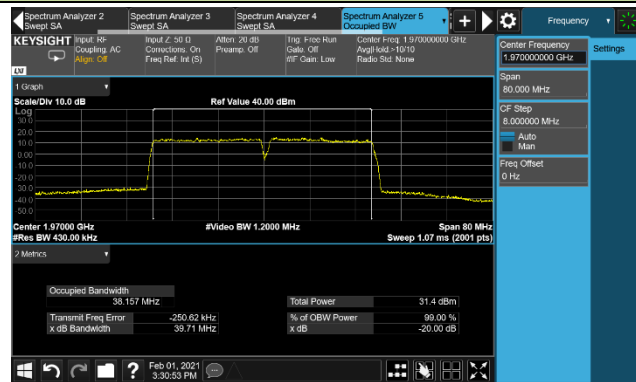 Spectrum Analyzer 2
Swept SA
Spectrum Analyzer 3
Swept SA
Spectrum Analyzer 4
Swept SA
Spectrum Analyzer 5
Occupied BW
Frequency
KEYSIGHT
Input: RF
Coupling: AC
Align: Off
Input Z: 50 Ω
Corrections: On
Freq Ref: Int (S)
Atten: 20 dB
Preamp: Off
Trig: Free Run
Gate: Off
#IF Gain: Low
Center Freq: 1.970000000 GHz
Avg|Hold:>10/10
Radio Std: None
LXI
Center Frequency
1.970000000 GHz
Settings
Span
80.000 MHz
CF Step
8.000000 MHz
Auto
Man
Freq Offset
0 Hz
1 Graph
Scale/Div 10.0 dB
Ref Value 40.00 dBm
Log
30.0
20.0
10.0
0.00
-10.0
-20.0
-30.0
-40.0
-50.0
Center 1.97000 GHz
#Video BW 1.2000 MHz
Span 80 MHz
#Res BW 430.00 kHz
Sweep 1.07 ms (2001 pts)
2 Metrics
Occupied Bandwidth
38.157 MHz
Total Power
31.4 dBm
Transmit Freq Error
-250.62 kHz
% of OBW Power
99.00 %
x dB Bandwidth
39.71 MHz
x dB
-20.00 dB
Feb 01, 2021
3:30:53 PM